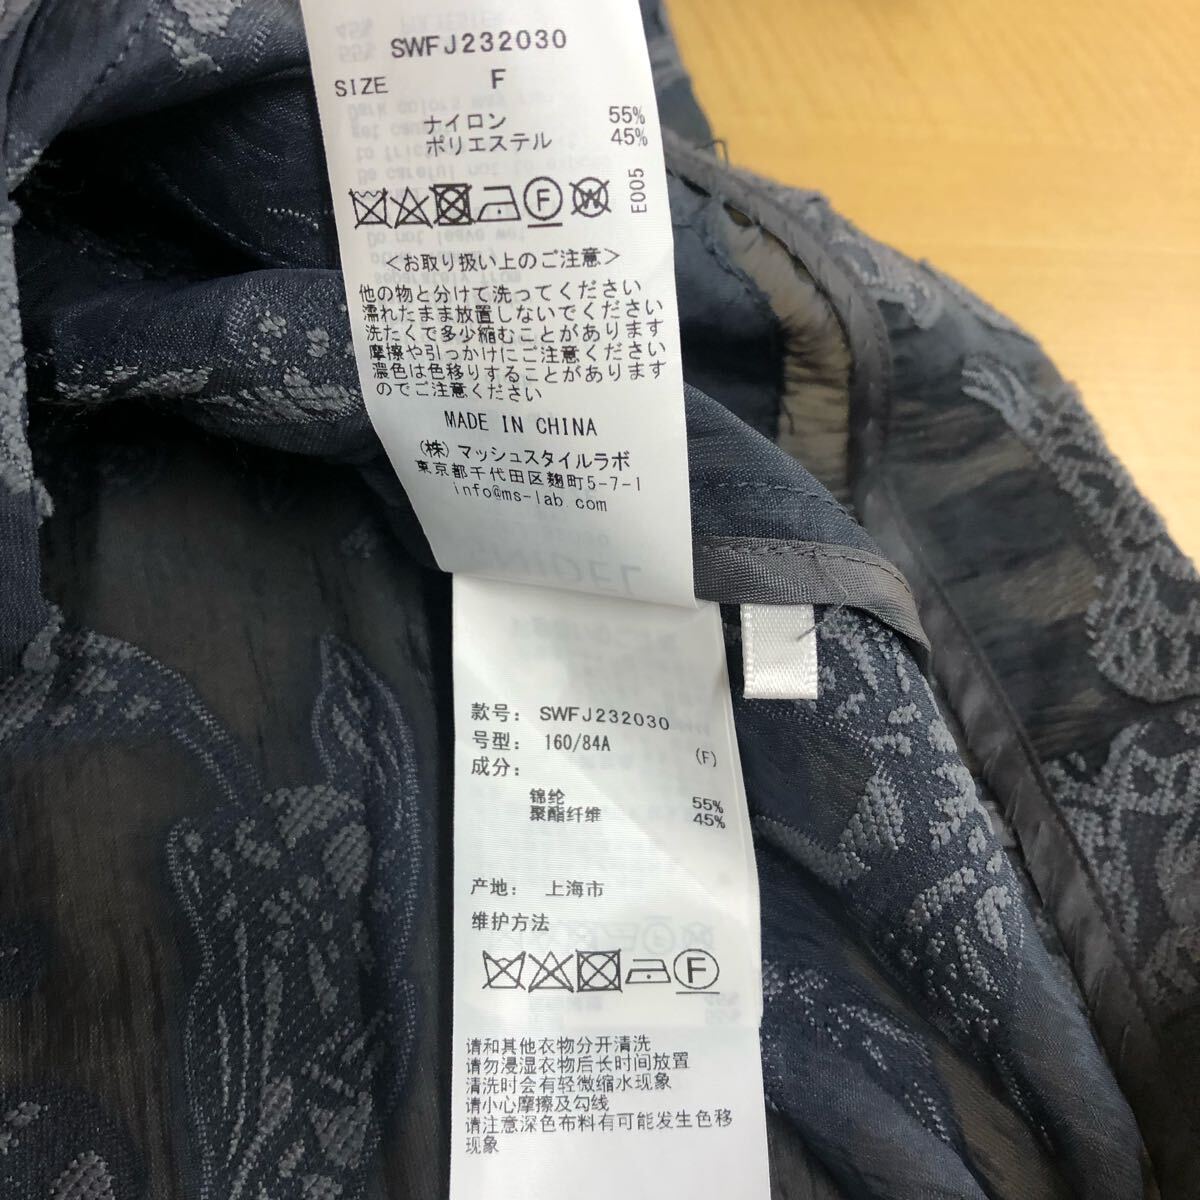 SWFJ232030
SIZE F
ナイロン 55%
ポリエステル 45%
F W
E005
<お取り扱い上のご注意>
他の物と分けて洗ってください
濡れたまま放置しないでください
洗たくで多少縮むことがあります
摩擦や引っかけにご注意ください
濃色は色移りすることがあります
のでご注意ください
MADE IN CHINA
(株)マッシュスタイルラボ
東京都千代田区麹町5-7-1
info@ms-lab.com
款号: SWFJ232030
号型: 160/84A (F)
成分:
锦纶 55%
聚酯纤维 45%
产地: 上海市
维护方法
F
请和其他衣物分开清洗
请勿浸湿衣物后长时间放置
清洗时会有轻微缩水现象
请小心摩擦及勾线
请注意深色布料有可能发生色移
现象